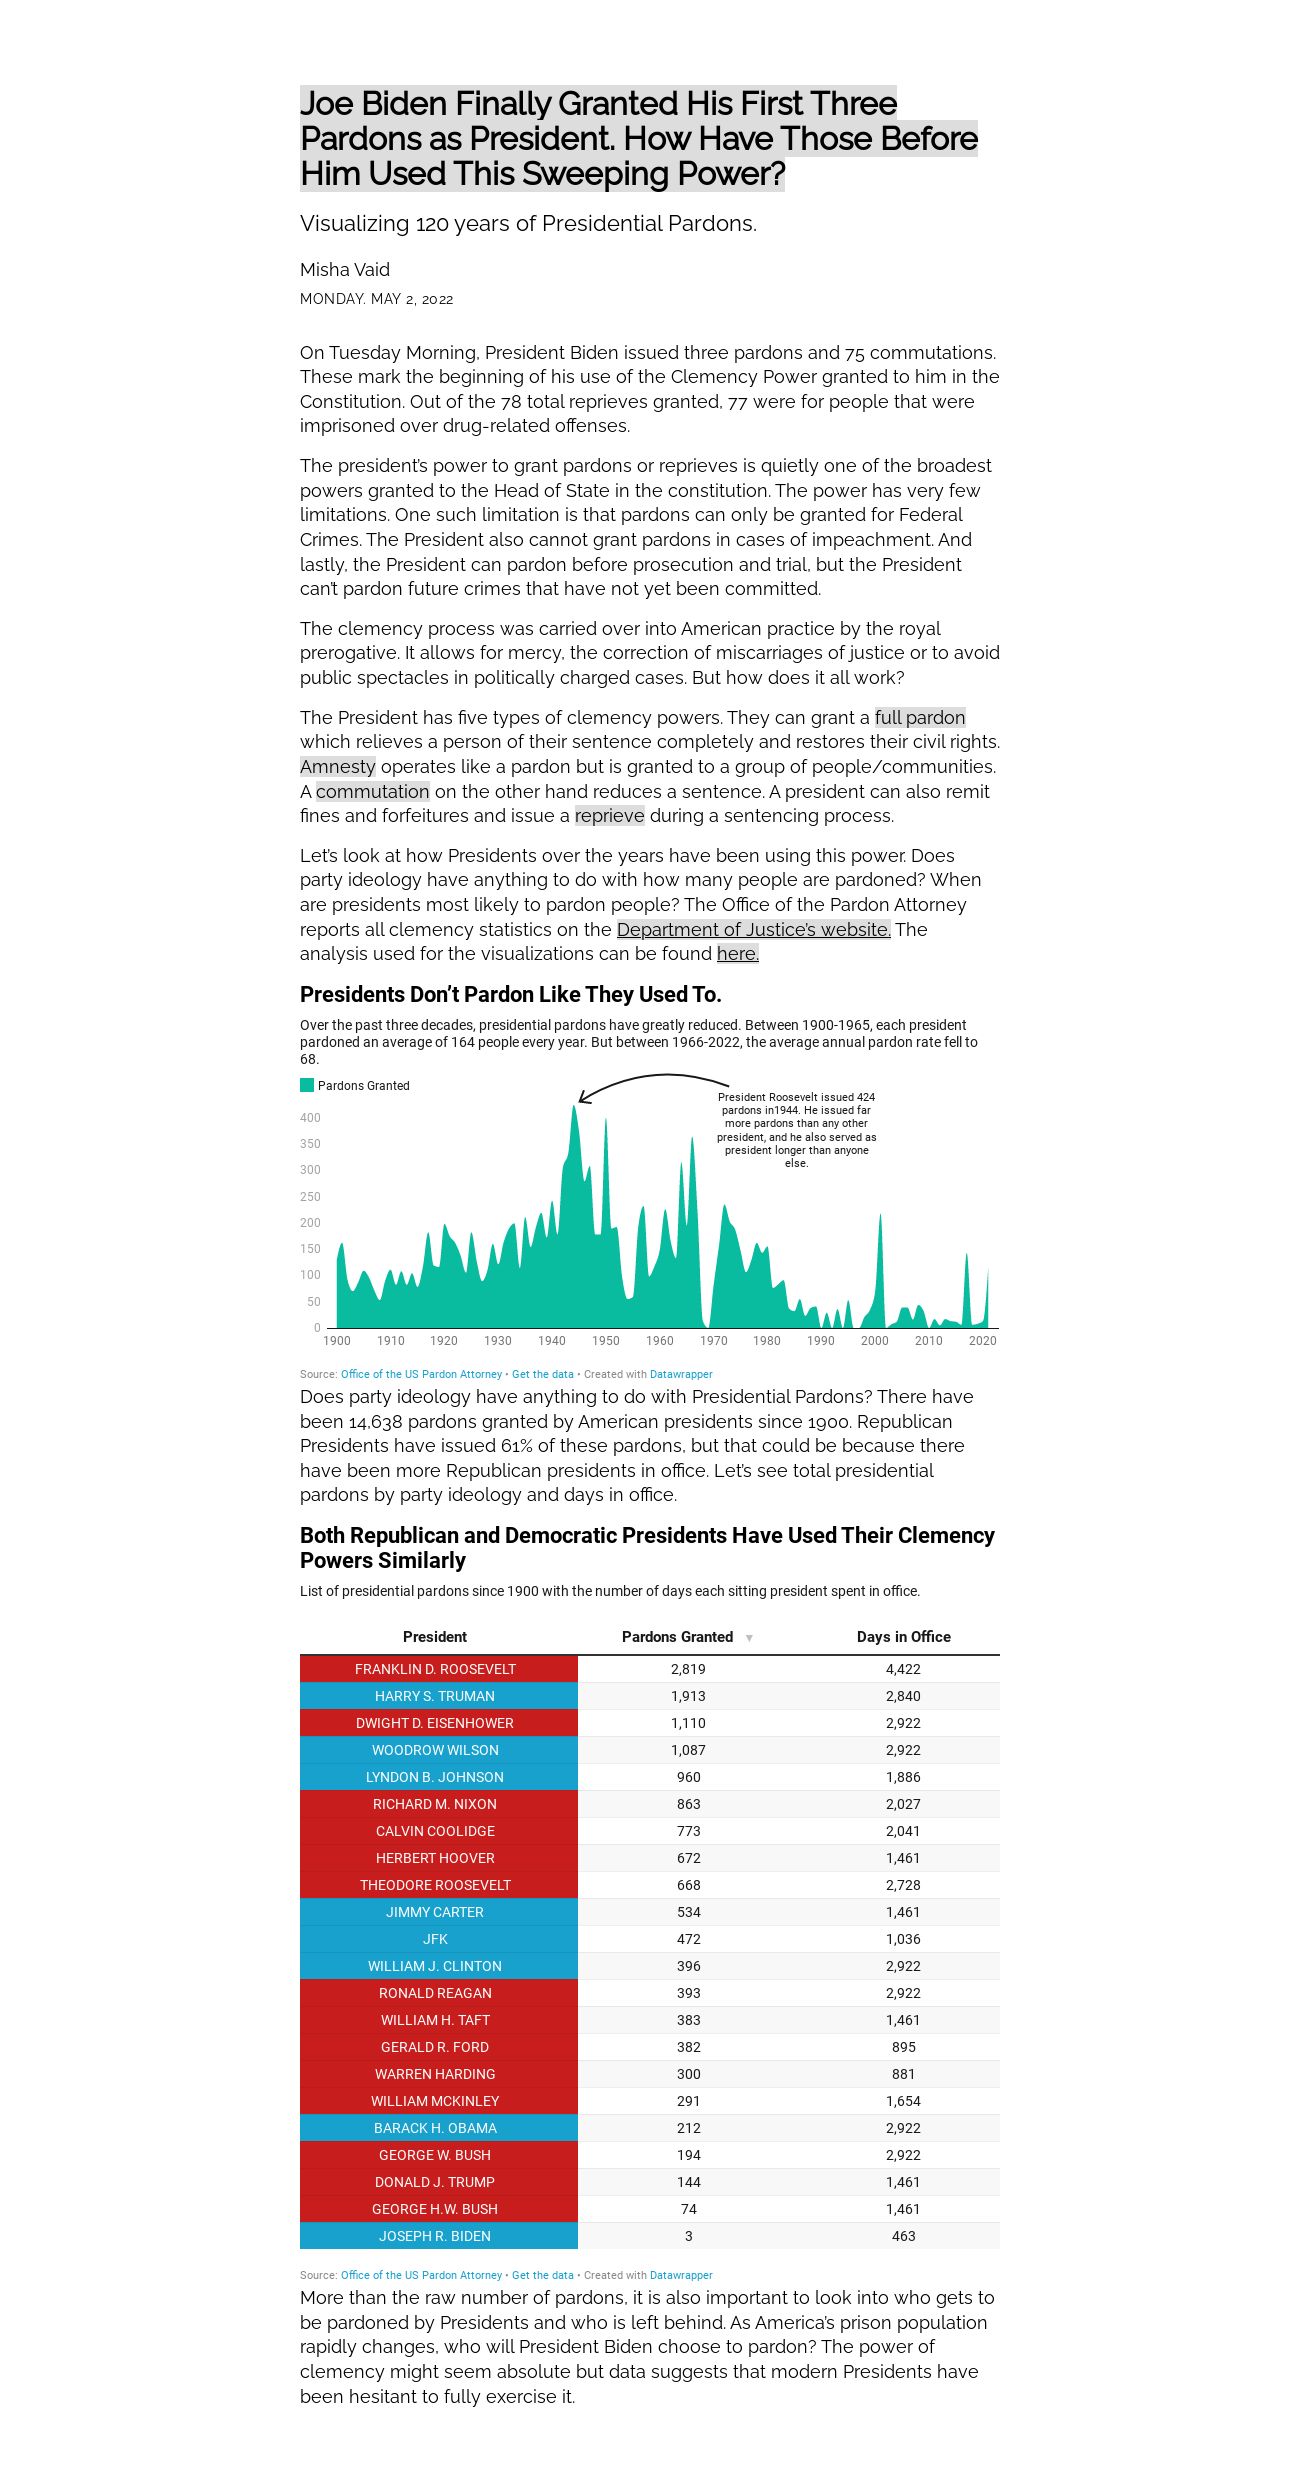 Joe Biden Finally Granted His First Three
Pardons as President. How Have Those Before
Him Used This Sweeping Power?
Visualizing 120 years of Presidential Pardons.
Misha Vaid
MONDAY. MAY 2, 2022
On Tuesday Morning, President Biden issued three pardons and 75 commutations.
These mark the beginning of his use of the Clemency Power granted to him in the
Constitution. Out of the 78 total reprieves granted, 77 were for people that were
imprisoned over drug-related offenses.
The president's power to grant pardons or reprieves is quietly one of the broadest
powers granted to the Head of State in the constitution. The power has very few
limitations. One such limitation is that pardons can only be granted for Federal
Crimes. The President also cannot grant pardons in cases of impeachment. And
lastly, the President can pardon before prosecution and trial, but the President
can't pardon future crimes that have not yet been committed.
The clemency process was carried over into American practice by the royal
prerogative. It allows for mercy, the correction of miscarriages of justice or to avoid
public spectacles in politically charged cases. But how does it all work?
The President has five types of clemency powers. They can grant a full pardon
which relieves a person of their sentence completely and restores their civil rights.
Amnesty operates like a pardon but is granted to a group of people/communities.
A commutation on the other hand reduces a sentence. A president can also remit
fines and forfeitures and issue a reprieve during a sentencing process.
Let's look at how Presidents over the years have been using this power. Does
party ideology have anything to do with how many people are pardoned? When
are presidents most likely to pardon people? The Office of the Pardon Attorney
reports all clemency statistics on the Department of Justice's website. The
analysis used for the visualizations can be found here.
Presidents Don't Pardon Like They Used To.
Over the past three decades, presidential pardons have greatly reduced. Between 1900-1965, each president
pardoned an average of 164 people every year. But between 1966-2022, the average annual pardon rate fell to
68.
Pardons Granted
President Roosevelt issued 424
pardons in1944. He issued far
more pardons than any other
president, and he also served as
president longer than anyone
else.
400
350
300
250
200
150
100
50
0
1900 1910 1920 1930 1940 1950 1960 1970 1980 1990 2000 2010 2020
Source: Office of the US Pardon Attorney • Get the data • Created with Datawrapper
Does party ideology have anything to do with Presidential Pardons? There have
been 14,638 pardons granted by American presidents since 1900. Republican
Presidents have issued 61% of these pardons, but that could be because there
have been more Republican presidents in office. Let's see total presidential
pardons by party ideology and days in office.
Both Republican and Democratic Presidents Have Used Their Clemency
Powers Similarly
List of presidential pardons since 1900 with the number of days each sitting president spent in office.
President Pardons Granted ▼ Days in Office
FRANKLIN D. ROOSEVELT 2,819 4,422
HARRY S. TRUMAN 1,913 2,840
DWIGHT D. EISENHOWER 1,110 2,922
WOODROW WILSON 1,087 2,922
LYNDON B. JOHNSON 960 1,886
RICHARD M. NIXON 863 2,027
CALVIN COOLIDGE 773 2,041
HERBERT HOOVER 672 1,461
THEODORE ROOSEVELT 668 2,728
JIMMY CARTER 534 1,461
JFK 472 1,036
WILLIAM J. CLINTON 396 2,922
RONALD REAGAN 393 2,922
WILLIAM H. TAFT 383 1,461
GERALD R. FORD 382 895
WARREN HARDING 300 881
WILLIAM MCKINLEY 291 1,654
BARACK H. OBAMA 212 2,922
GEORGE W. BUSH 194 2,922
DONALD J. TRUMP 144 1,461
GEORGE H.W. BUSH 74 1,461
JOSEPH R. BIDEN 3 463
Source: Office of the US Pardon Attorney • Get the data • Created with Datawrapper
More than the raw number of pardons, it is also important to look into who gets to
be pardoned by Presidents and who is left behind. As America's prison population
rapidly changes, who will President Biden choose to pardon? The power of
clemency might seem absolute but data suggests that modern Presidents have
been hesitant to fully exercise it.